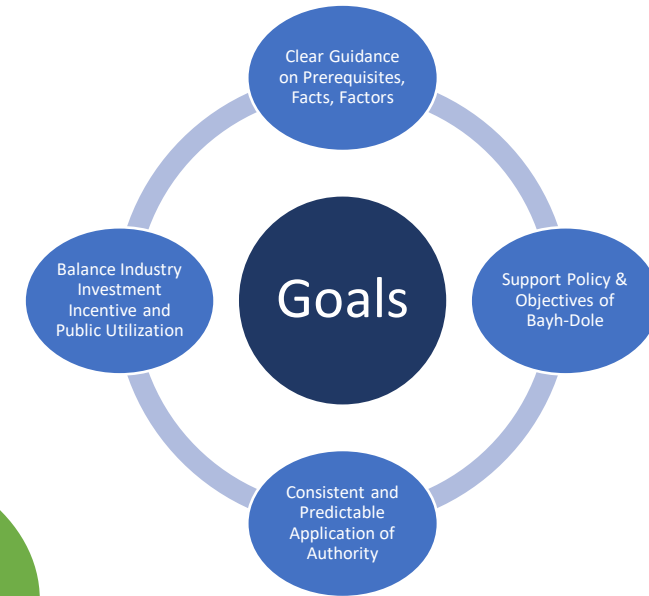 Clear Guidance
on Prerequisites,
Facts, Factors
Balance Industry
Investment
Incentive and
Public Utilization
Goals
Support Policy &
Objectives of
Bayh-Dole
Consistent and
Predictable
Application of
Authority